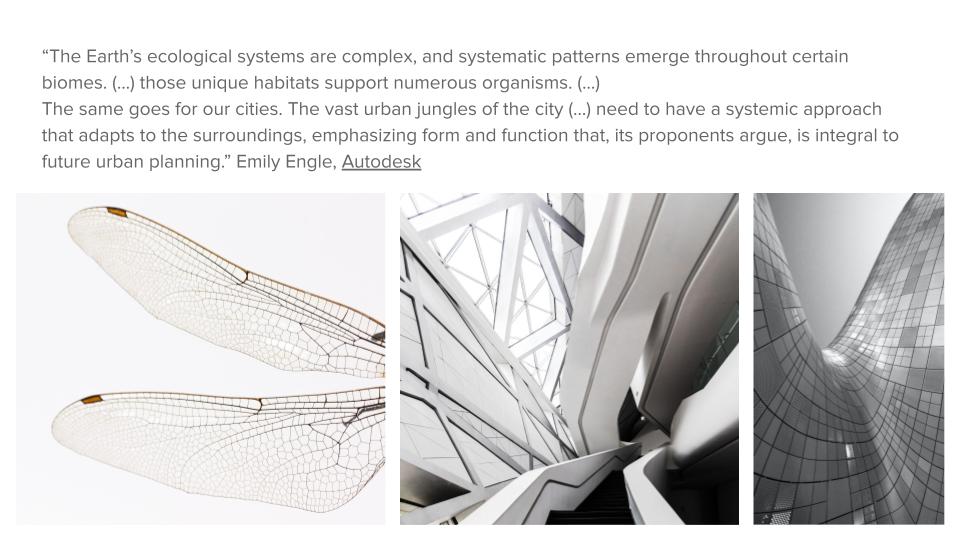 “The Earth’s ecological systems are complex, and systematic patterns emerge throughout certain
biomes. (...) those unique habitats support numerous organisms. (...)
The same goes for our cities. The vast urban jungles of the city (...) need to have a systemic approach
that adapts to the surroundings, emphasizing form and function that, its proponents argue, is integral to
future urban planning.” Emily Engle, Autodesk